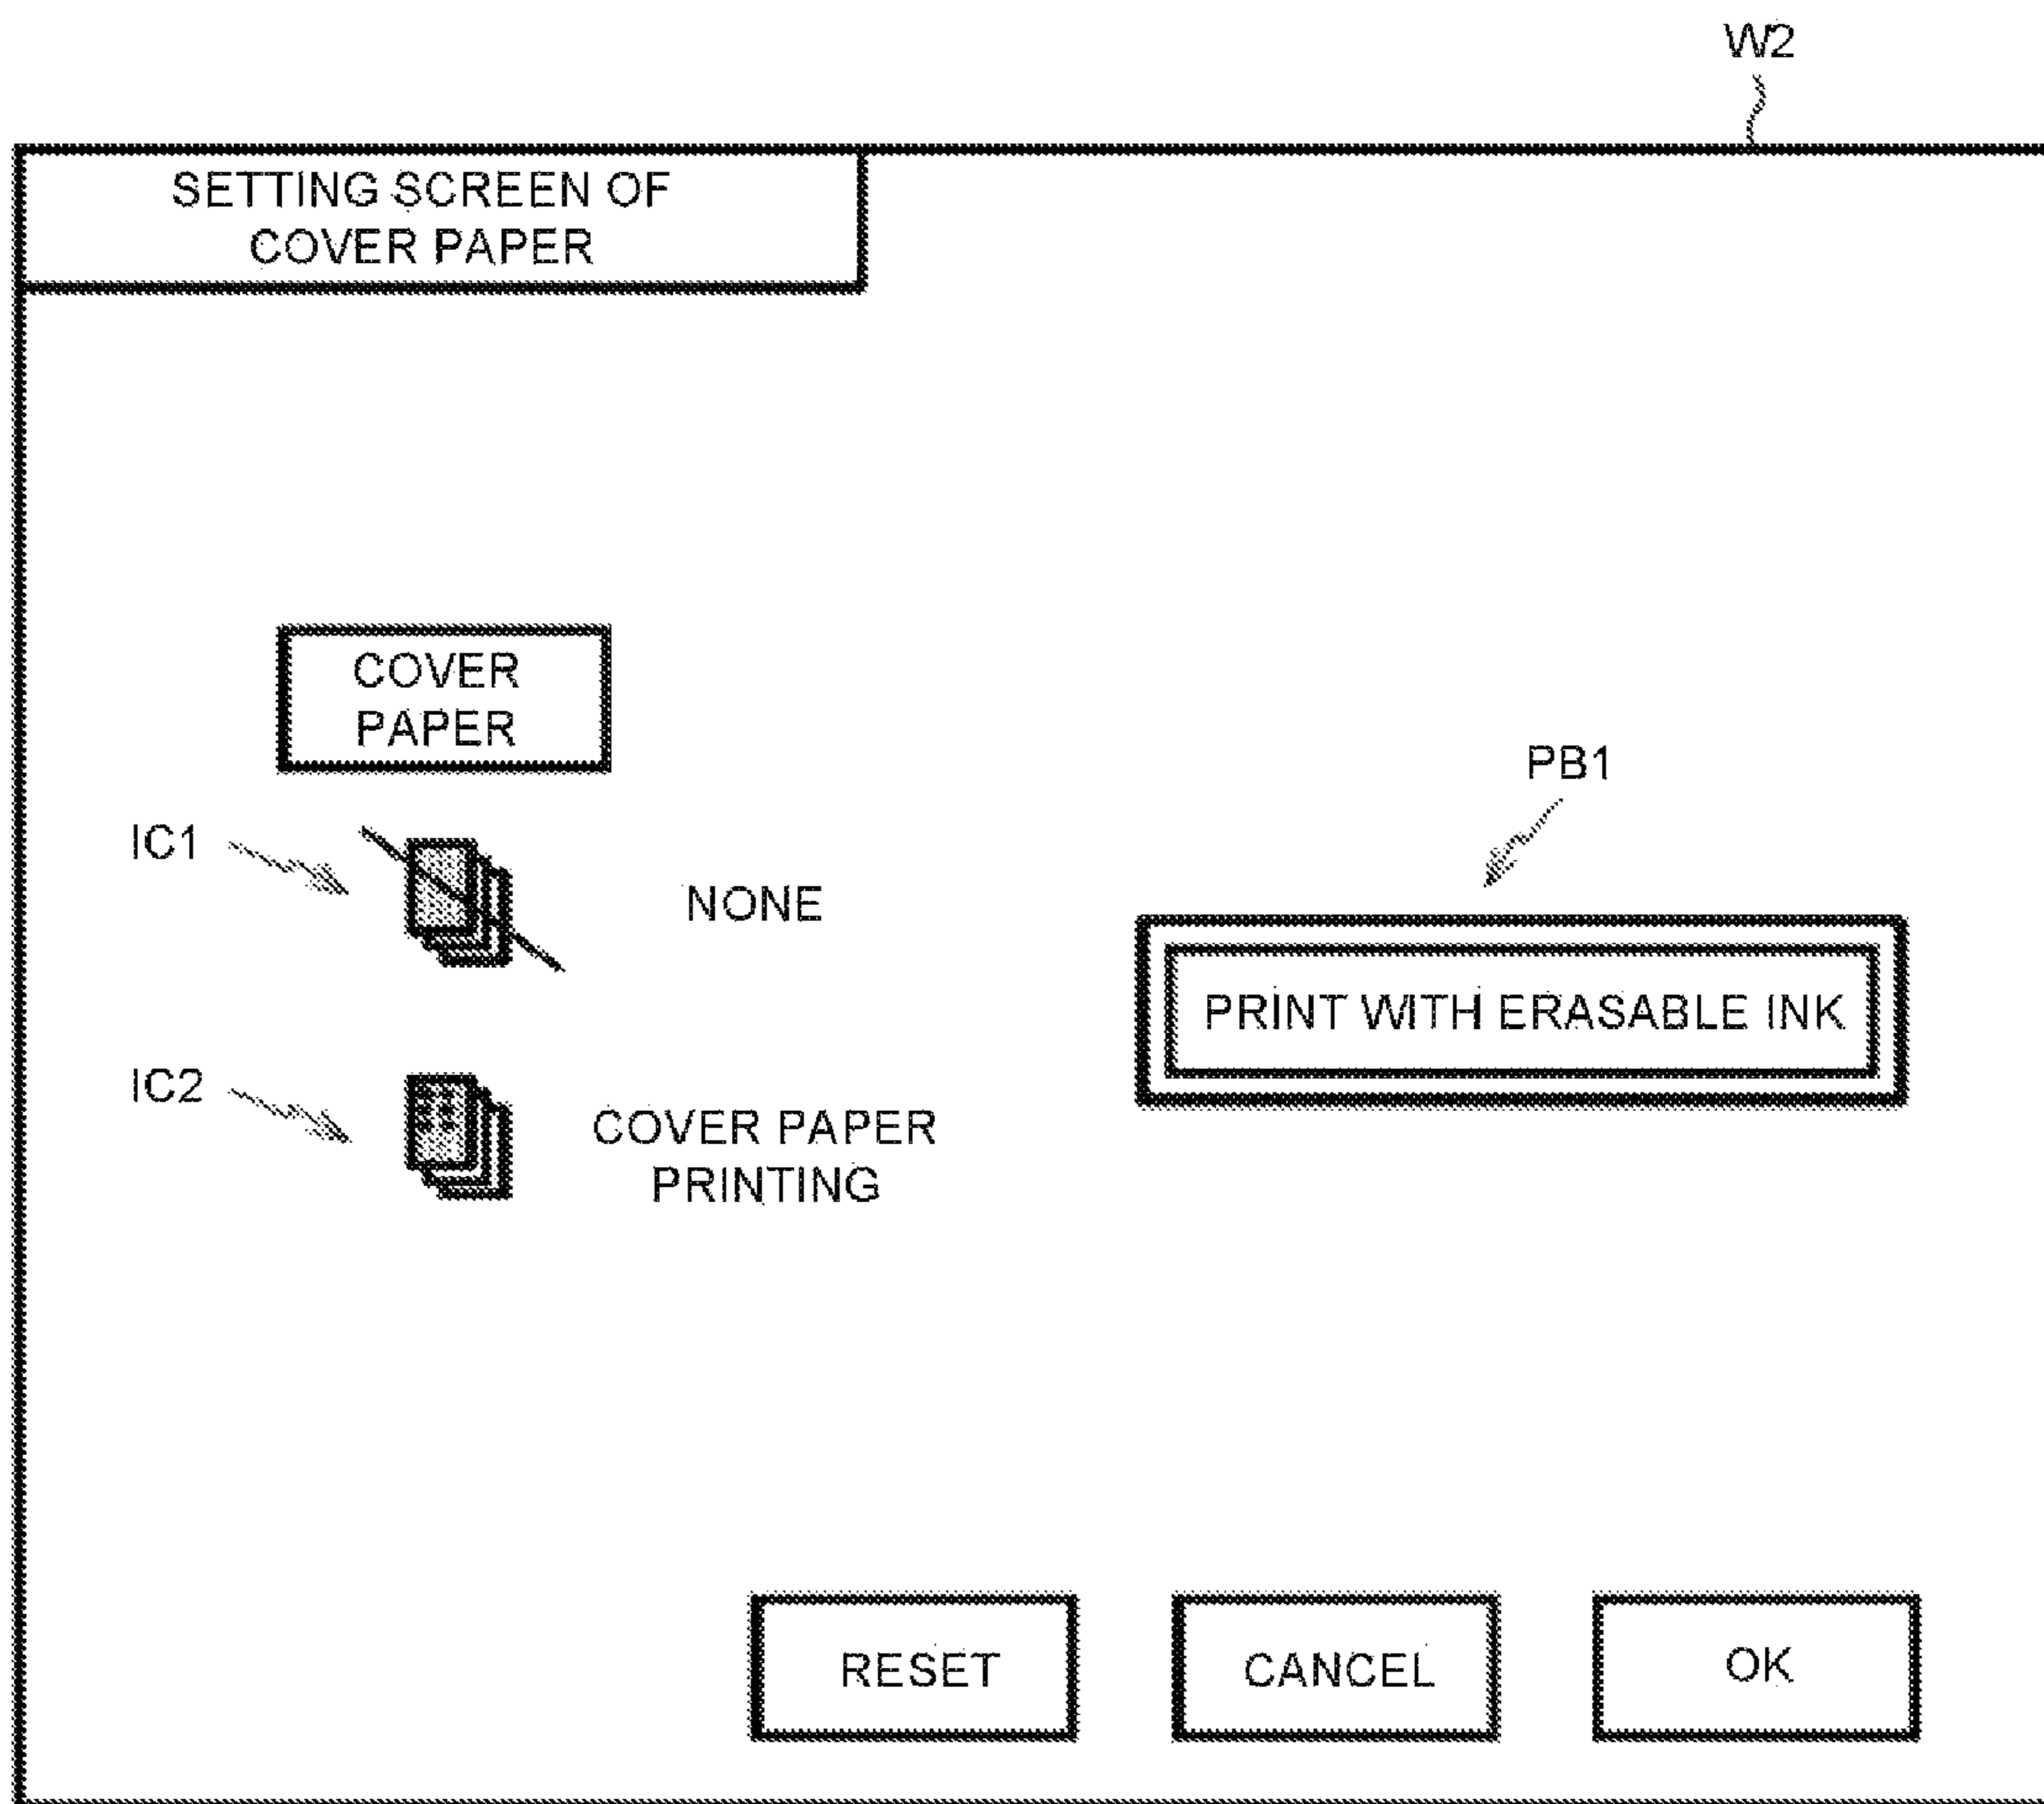 W2
SETTING SCREEN OF
COVER PAPER
COVER
PAPER
PB1
IC1
NONE
PRINT WITH ERASABLE INK
IC2
COVER PAPER
PRINTING
RESET
CANCEL
OK